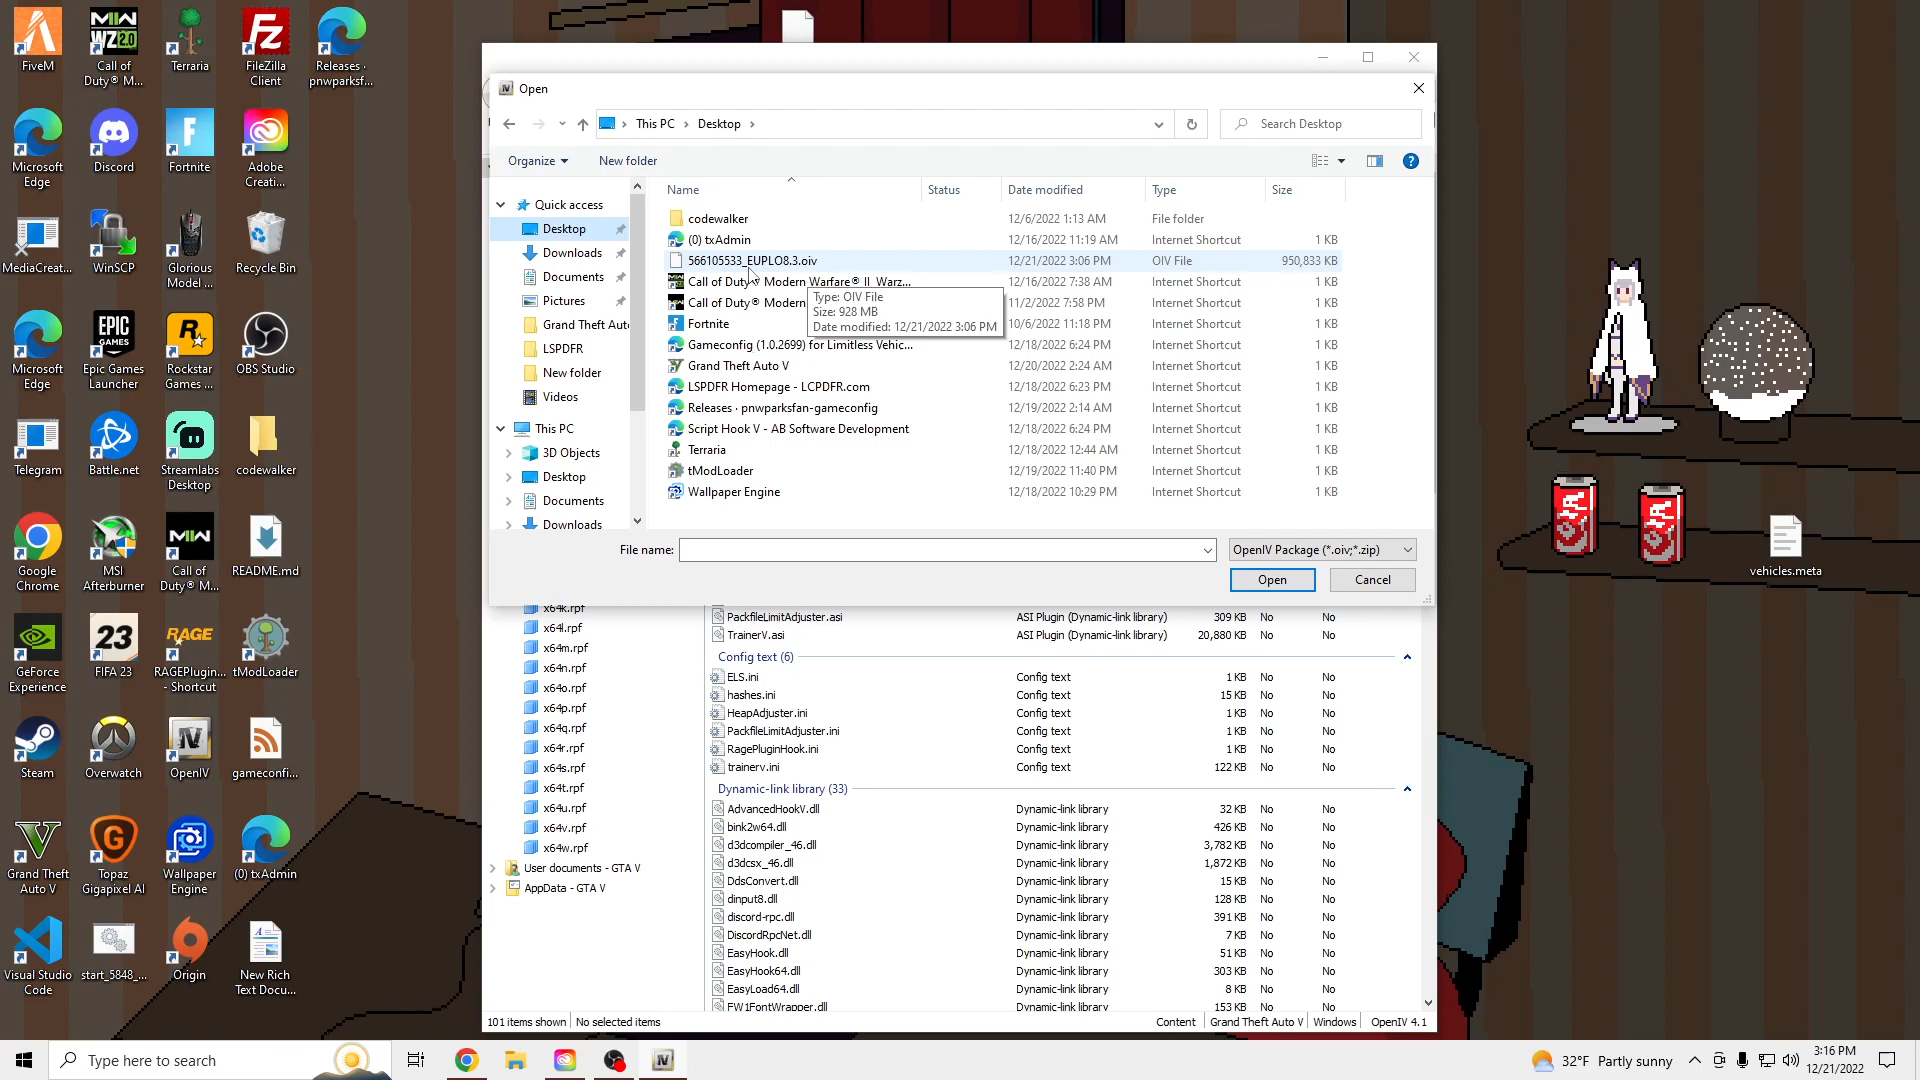 FiveM
Call of
Duty® M...
Terraria
FileZilla
Client
Releases ·
pnwparksf...
Microsoft
Edge
Discord
Fortnite
Adobe
Creati...
MediaCreat...
WinSCP
Glorious
Model ...
Recycle Bin
Microsoft
Edge
Epic Games
Launcher
Rockstar
Games ...
OBS Studio
Telegram
Battle.net
Streamlabs
Desktop
codewalker
Google
Chrome
MSI
Afterburner
Call of
Duty® M...
README.md
GeForce
Experience
FIFA 23
RAGEPlugin...
- Shortcut
tModLoader
Steam
Overwatch
OpenIV
gameconfi...
Grand Theft
Auto V
Topaz
Gigapixel AI
Wallpaper
Engine
(0) txAdmin
Visual Studio
Code
start_5848_...
Origin
New Rich
Text Docu...
vehicles.meta
Open
This PC
Desktop
Search Desktop
Organize
New folder
Quick access
Desktop
Downloads
Documents
Pictures
Grand Theft Auto
LSPDFR
New folder
Videos
This PC
3D Objects
Desktop
Documents
Downloads
Name Status Date modified Type Size
codewalker 12/6/2022 1:13 AM File folder
(0) txAdmin 12/16/2022 11:19 AM Internet Shortcut 1 KB
566105533_EUPLO8.3.oiv 12/21/2022 3:06 PM OIV File 950,833 KB
Call of Duty® Modern Warfare® II Warz... 12/16/2022 7:38 AM Internet Shortcut 1 KB
Call of Duty® Modern 11/2/2022 7:58 PM Internet Shortcut 1 KB
Type: OIV File
Size: 928 MB
Date modified: 12/21/2022 3:06 PM
Fortnite 10/6/2022 11:18 PM Internet Shortcut 1 KB
Gameconfig (1.0.2699) for Limitless Vehic... 12/18/2022 6:24 PM Internet Shortcut 1 KB
Grand Theft Auto V 12/20/2022 2:24 AM Internet Shortcut 1 KB
LSPDFR Homepage - LCPDFR.com 12/18/2022 6:23 PM Internet Shortcut 1 KB
Releases · pnwparksfan-gameconfig 12/19/2022 2:14 AM Internet Shortcut 1 KB
Script Hook V - AB Software Development 12/18/2022 6:24 PM Internet Shortcut 1 KB
Terraria 12/18/2022 12:44 AM Internet Shortcut 1 KB
tModLoader 12/19/2022 11:40 PM Internet Shortcut 1 KB
Wallpaper Engine 12/18/2022 10:29 PM Internet Shortcut 1 KB
File name:
OpenIV Package (*.oiv;*.zip)
Open
Cancel
x64k.rpf
x64l.rpf
x64m.rpf
x64n.rpf
x64o.rpf
x64p.rpf
x64q.rpf
x64r.rpf
x64s.rpf
x64t.rpf
x64u.rpf
x64v.rpf
x64w.rpf
User documents - GTA V
AppData - GTA V
PackfileLimitAdjuster.asi ASI Plugin (Dynamic-link library) 309 KB No No
TrainerV.asi ASI Plugin (Dynamic-link library) 20,880 KB No No
Config text (6)
ELS.ini Config text 1 KB No No
hashes.ini Config text 15 KB No No
HeapAdjuster.ini Config text 1 KB No No
PackfileLimitAdjuster.ini Config text 1 KB No No
RagePluginHook.ini Config text 1 KB No No
trainerv.ini Config text 122 KB No No
Dynamic-link library (33)
AdvancedHookV.dll Dynamic-link library 32 KB No No
bink2w64.dll Dynamic-link library 426 KB No No
d3dcompiler_46.dll Dynamic-link library 3,782 KB No No
d3dcsx_46.dll Dynamic-link library 1,872 KB No No
DdsConvert.dll Dynamic-link library 15 KB No No
dinput8.dll Dynamic-link library 128 KB No No
discord-rpc.dll Dynamic-link library 391 KB No No
DiscordRpcNet.dll Dynamic-link library 7 KB No No
EasyHook.dll Dynamic-link library 51 KB No No
EasyHook64.dll Dynamic-link library 303 KB No No
EasyLoad64.dll Dynamic-link library 8 KB No No
FW1FontWrapper.dll Dynamic-link library 153 KB No No
101 items shown No selected items Content Grand Theft Auto V Windows OpenIV 4.1
Type here to search
32°F Partly sunny
3:16 PM
12/21/2022